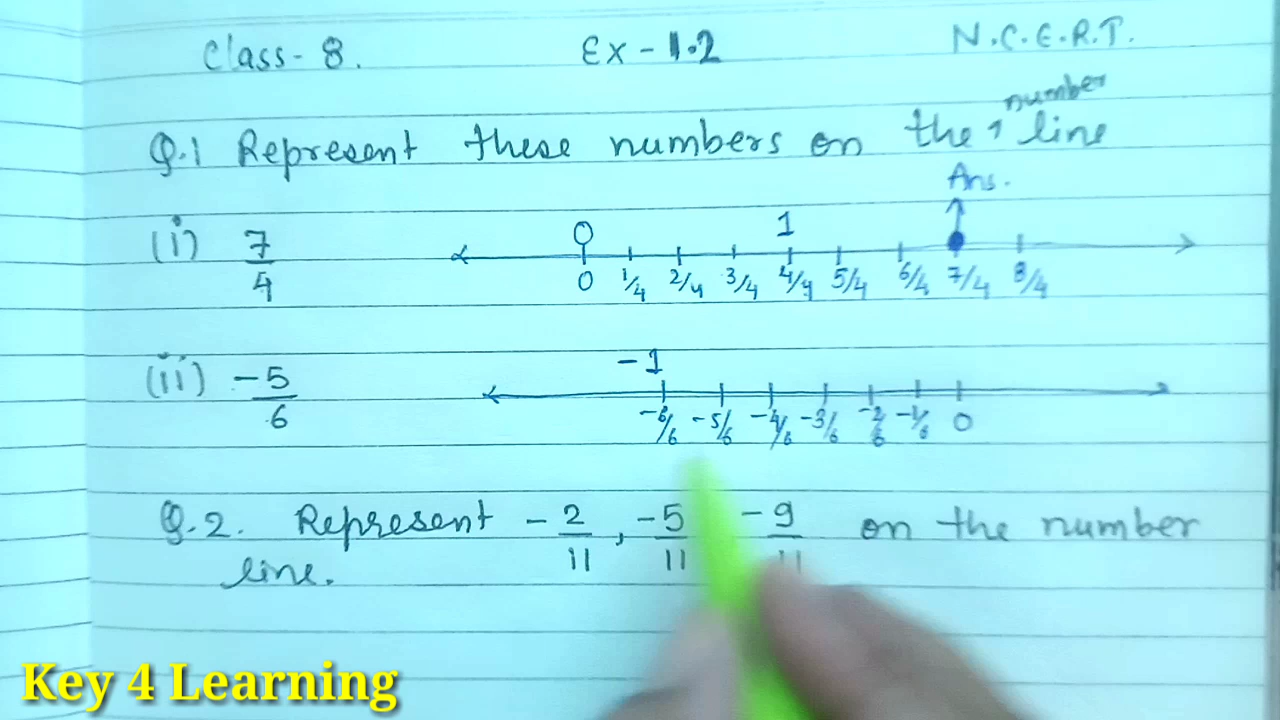 Class- 8. Ex - 1.2 N.C.E.R.T.
Q.1 Represent these numbers on the number line
Ans.
(i) 7/4 0 1
0 1/4 2/4 3/4 4/4 5/4 6/4 7/4 8/4
(ii) -5/6 -1
-6/6 -5/6 -4/6 -3/6 -2/6 -1/6 0
Q.2. Represent -2/11, -5/11 -9/11 on the number
line.
Key 4 Learning